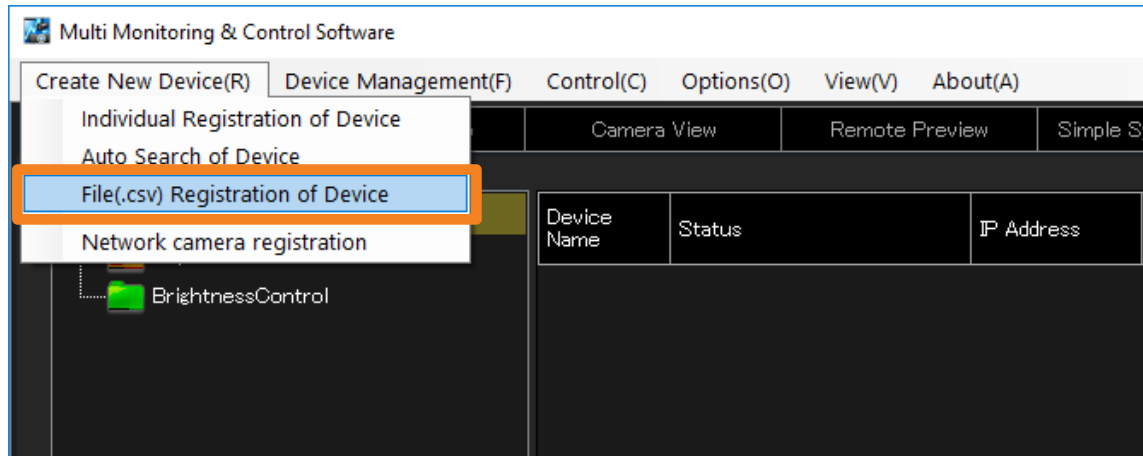 Multi Monitoring & Control Software
Create New Device(R) Device Management(F) Control(C) Options(O) View(V) About(A)
Individual Registration of Device
Camera View Remote Preview Simple S
Auto Search of Device
File(.csv) Registration of Device
Device Name Status IP Address
Network camera registration
BrightnessControl